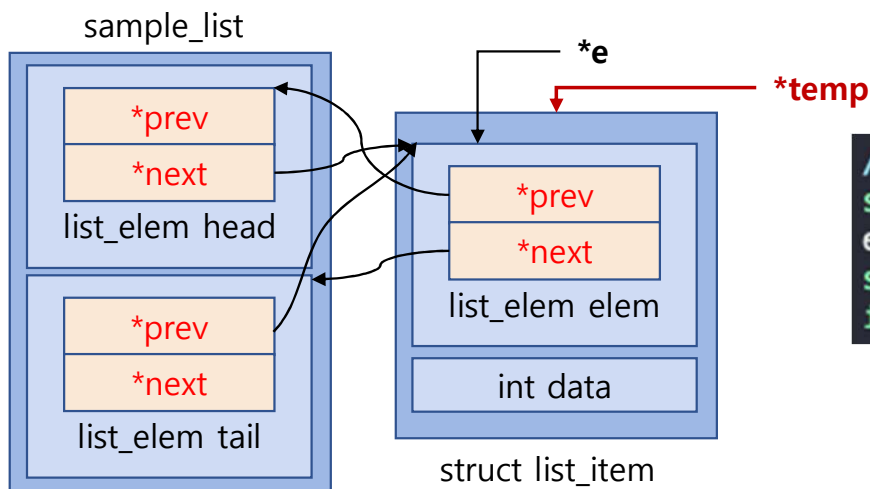 sample_list
*prev
*next
list_elem head
*prev
*next
list_elem tail
*e
*temp
*prev
*next
list_elem elem
int data
struct list_item